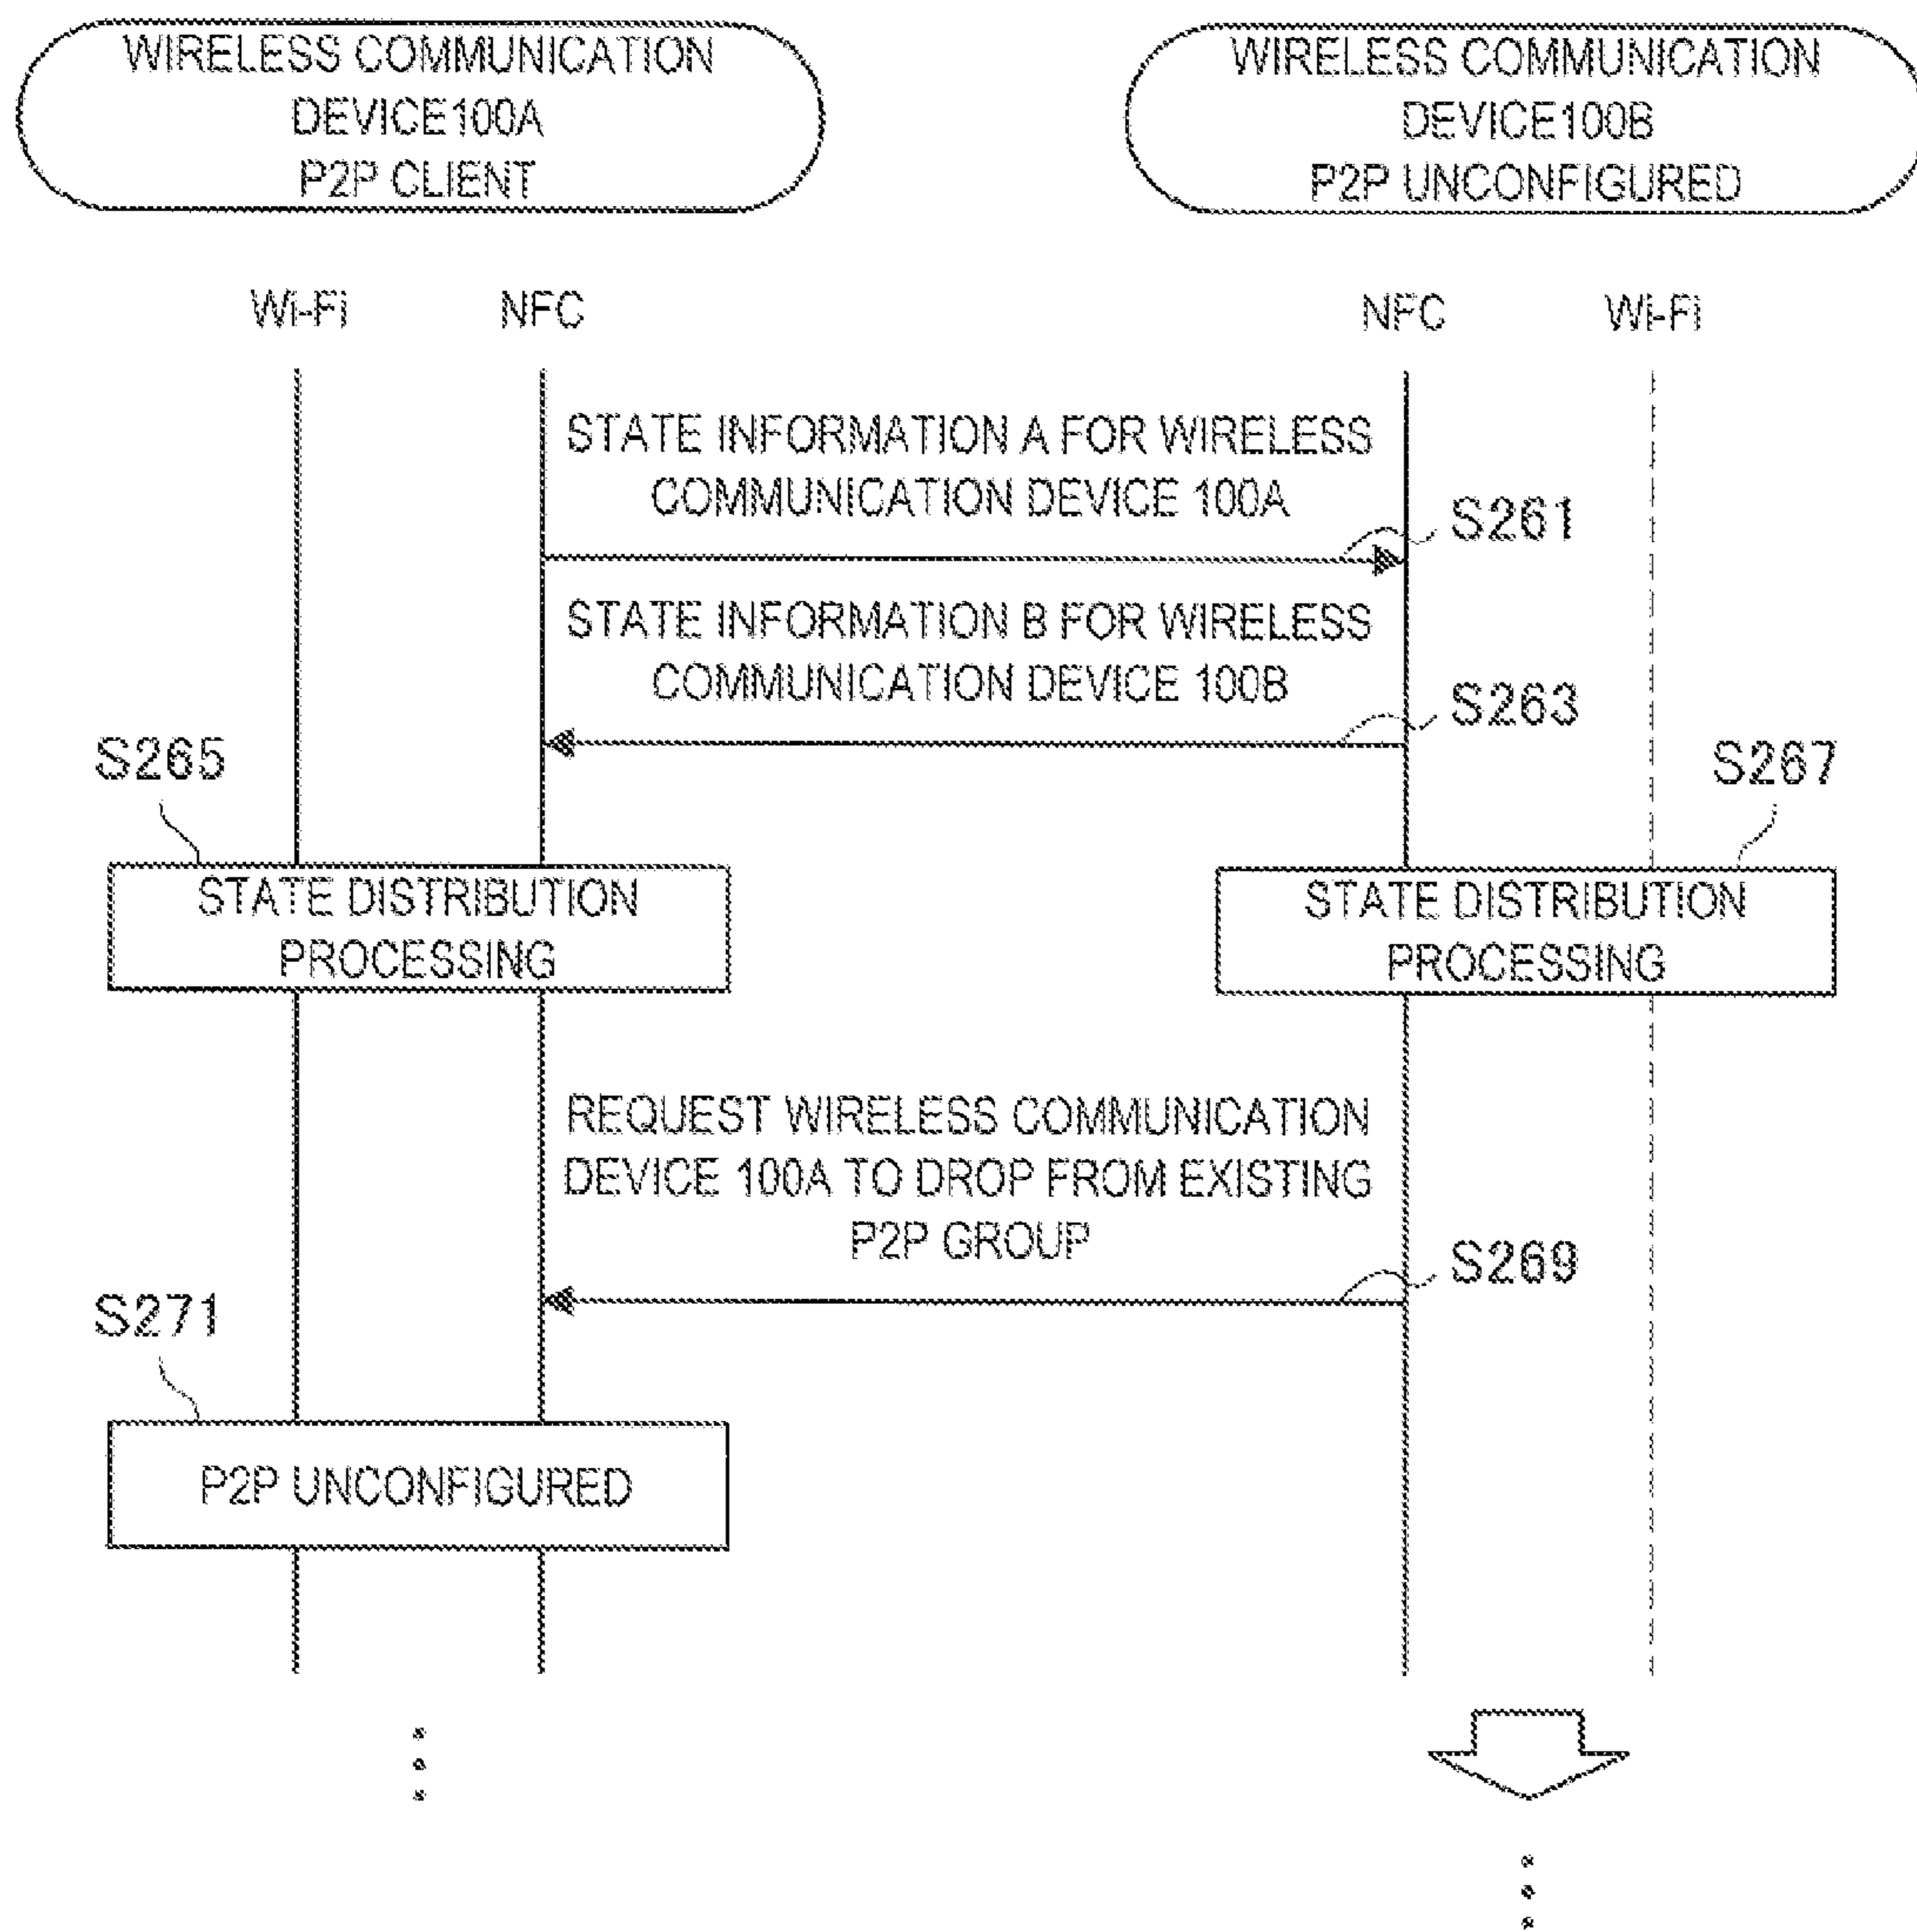 WIRELESS COMMUNICATION
DEVICE100A
P2P CLIENT
WIRELESS COMMUNICATION
DEVICE100B
P2P UNCONFIGURED
Wi-Fi
NFC
NFC
Wi-Fi
STATE INFORMATION A FOR WIRELESS
COMMUNICATION DEVICE 100A
S261
STATE INFORMATION B FOR WIRELESS
COMMUNICATION DEVICE 100B
S263
S265
S267
STATE DISTRIBUTION
PROCESSING
STATE DISTRIBUTION
PROCESSING
REQUEST WIRELESS COMMUNICATION
DEVICE 100A TO DROP FROM EXISTING
P2P GROUP
S269
S271
P2P UNCONFIGURED